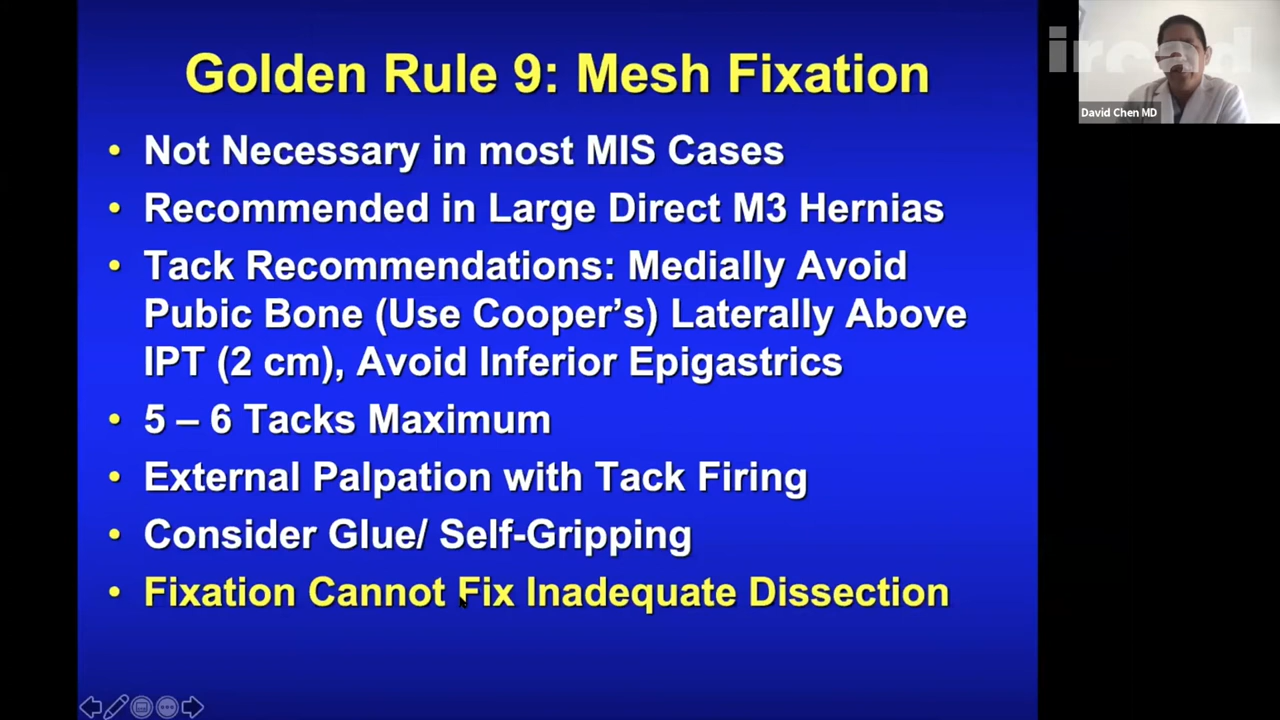 Golden Rule 9: Mesh Fixation
• Not Necessary in most MIS Cases
• Recommended in Large Direct M3 Hernias
• Tack Recommendations: Medially Avoid
Pubic Bone (Use Cooper’s) Laterally Above
IPT (2 cm), Avoid Inferior Epigastrics
• 5 – 6 Tacks Maximum
• External Palpation with Tack Firing
• Consider Glue/ Self-Gripping
• Fixation Cannot Fix Inadequate Dissection
ircad
David Chen MD